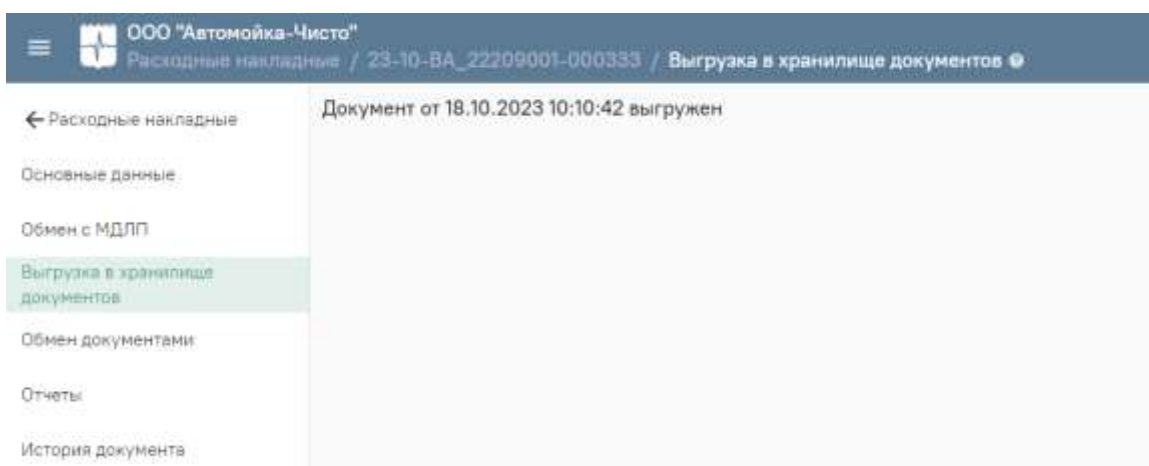 ООО "Автомойка-Чисто"
Расходные накладные / 23-10-ВА_22209001-000333 / Выгрузка в хранилище документов
Расходные накладные
Документ от 18.10.2023 10:10:42 выгружен
Основные данные
Обмен с МДЛП
Выгрузка в хранилище
документов
Обмен документами
Отчеты
История документа